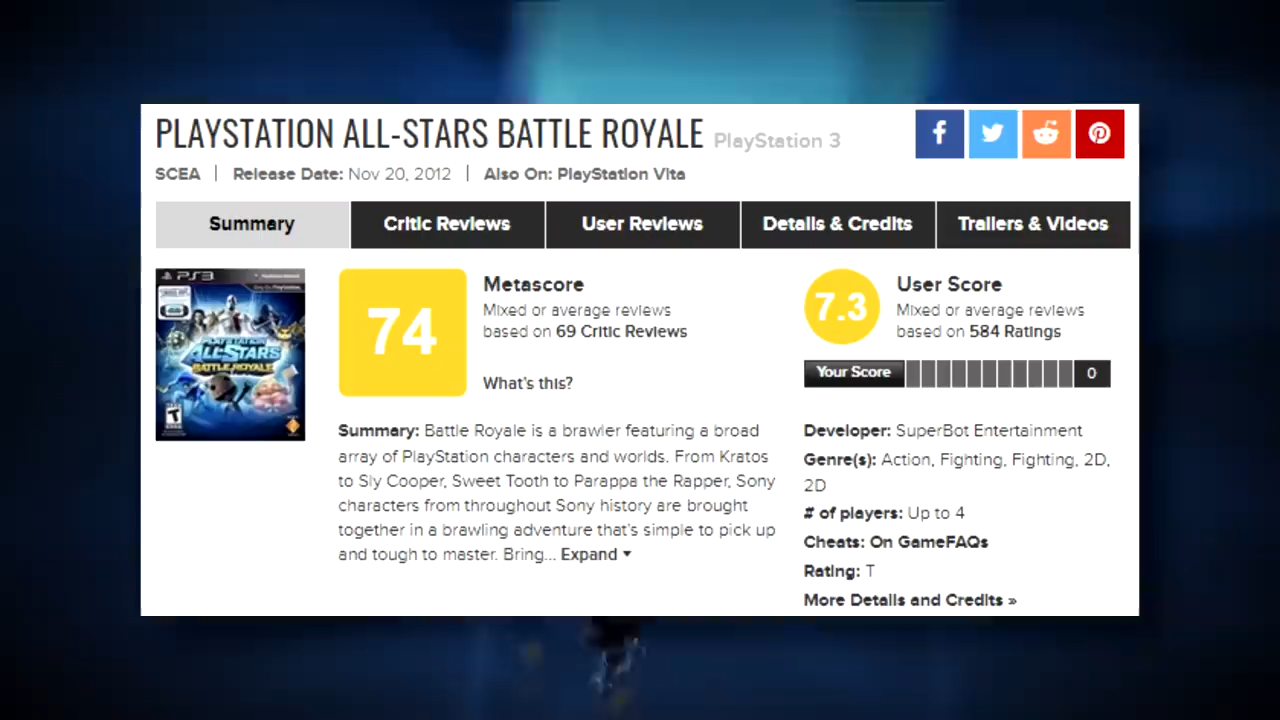 PLAYSTATION ALL-STARS BATTLE ROYALE PlayStation 3
SCEA | Release Date: Nov 20, 2012 | Also On: PlayStation Vita
Summary
Critic Reviews
User Reviews
Details & Credits
Trailers & Videos
PS3
PLAYSTATION
ALL-STARS
BATTLE ROYALE
T
74
Metascore
Mixed or average reviews
based on 69 Critic Reviews
What's this?
Summary: Battle Royale is a brawler featuring a broad
array of PlayStation characters and worlds. From Kratos
to Sly Cooper, Sweet Tooth to Parappa the Rapper, Sony
characters from throughout Sony history are brought
together in a brawling adventure that's simple to pick up
and tough to master. Bring... Expand
7.3
User Score
Mixed or average reviews
based on 584 Ratings
Your Score 0
Developer: SuperBot Entertainment
Genre(s): Action, Fighting, Fighting, 2D,
2D
# of players: Up to 4
Cheats: On GameFAQs
Rating: T
More Details and Credits »